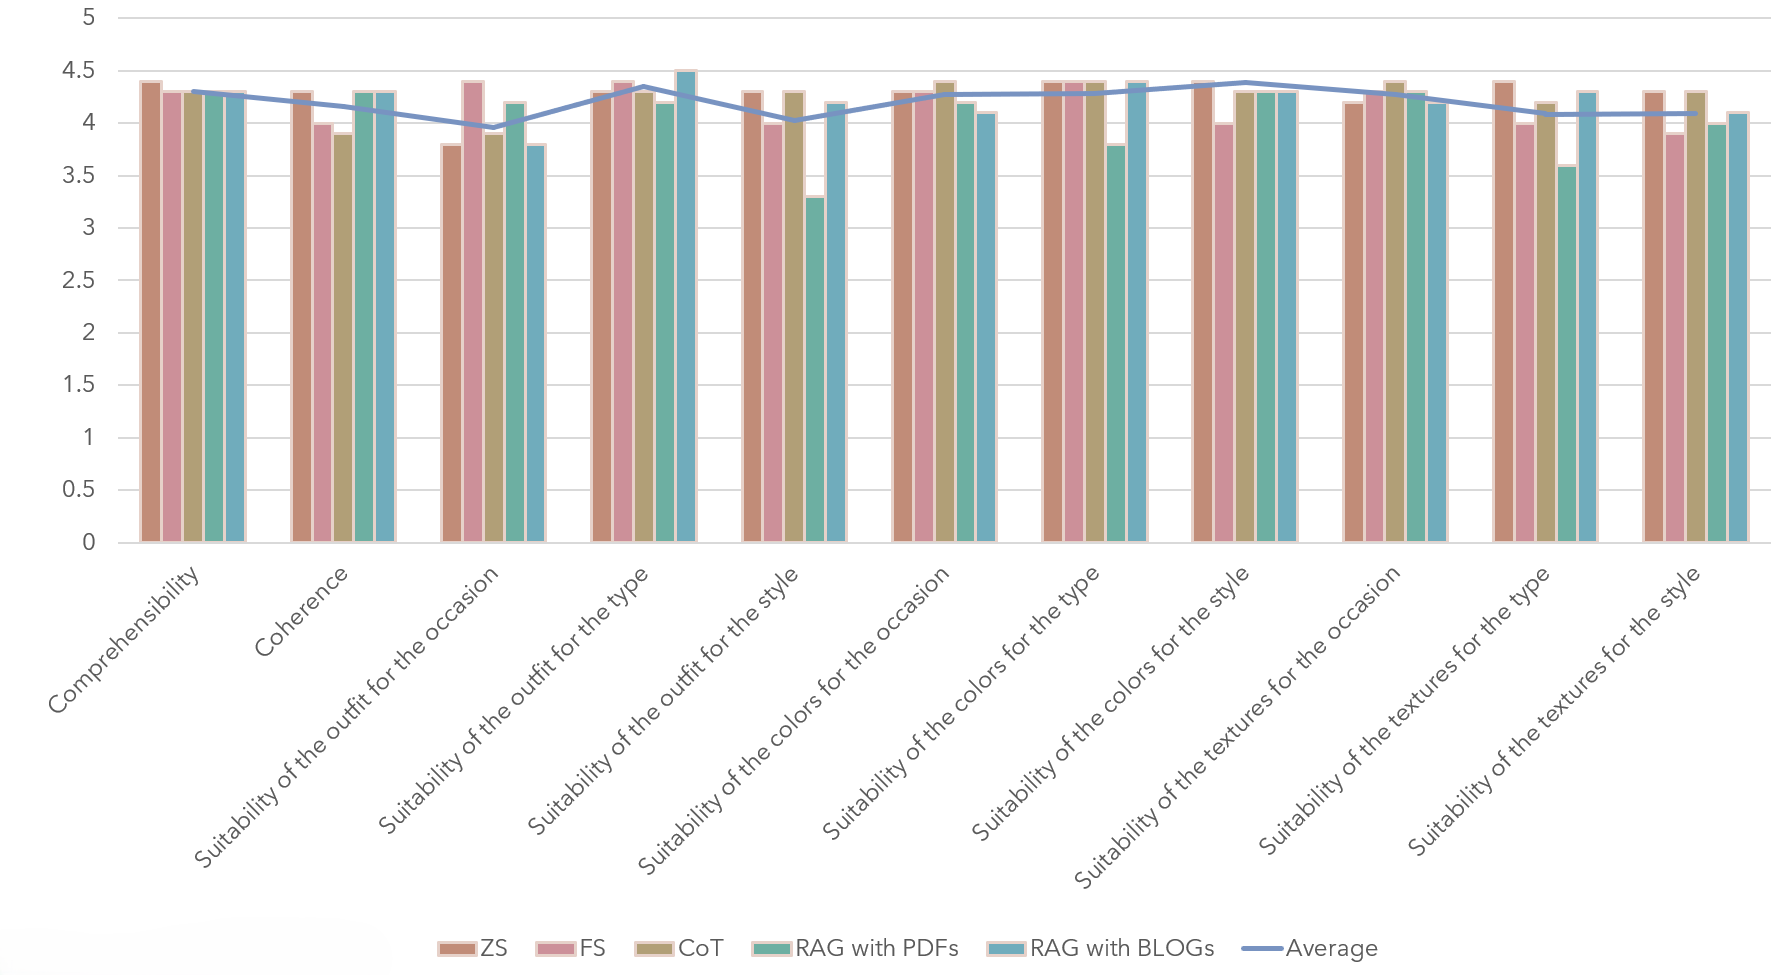 5
4.5
4
3.5
3
2.5
2
1.5
1
0.5
0
Comprehensibility
Coherence
Suitability of the outfit for the occasion
Suitability of the outfit for the type
Suitability of the outfit for the style
Suitability of the colors for the occasion
Suitability of the colors for the type
Suitability of the colors for the style
Suitability of the textures for the occasion
Suitability of the textures for the type
Suitability of the textures for the style
ZS FS CoT RAG with PDFs RAG with BLOGs Average